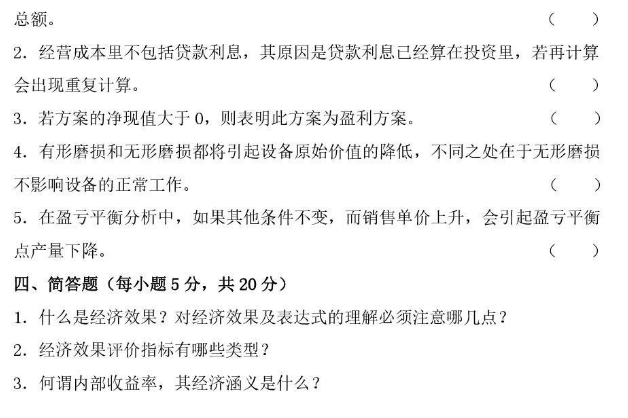 总额。（　　）
2．经营成本里不包括贷款利息，其原因是贷款利息已经算在投资里，若再计算
会出现重复计算。（　　）
3．若方案的净现值大于 0，则表明此方案为盈利方案。（　　）
4．有形磨损和无形磨损都将引起设备原始价值的降低，不同之处在于无形磨损
不影响设备的正常工作。（　　）
5．在盈亏平衡分析中，如果其他条件不变，而销售单价上升，会引起盈亏平衡
点产量下降。（　　）
四、简答题（每小题 5 分，共 20 分）
1．什么是经济效果？对经济效果及表达式的理解必须注意哪几点？
2．经济效果评价指标有哪些类型？
3．何谓内部收益率，其经济涵义是什么？